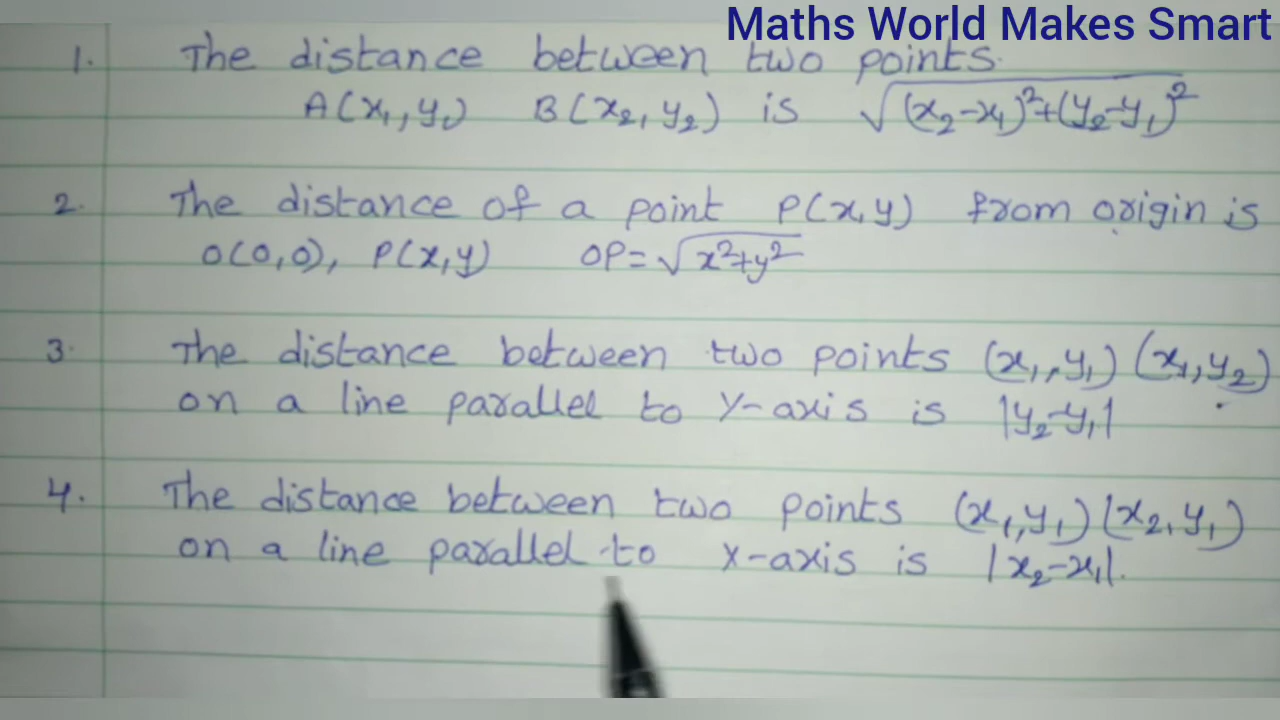 Maths World Makes Smart
1. The distance between two points.
A(x₁, y₁) B(x₂, y₂) is √(x₂-x₁)²+(y₂-y₁)²
2. The distance of a point P(x,y) from origin is
O(0,0), P(x,y) OP=√x²+y²
3. The distance between two points (x₁,y₁) (x₁,y₂)
on a line parallel to Y-axis is |y₂-y₁|
4. The distance between two points (x₁,y₁)(x₂,y₁)
on a line parallel to X-axis is |x₂-x₁|.